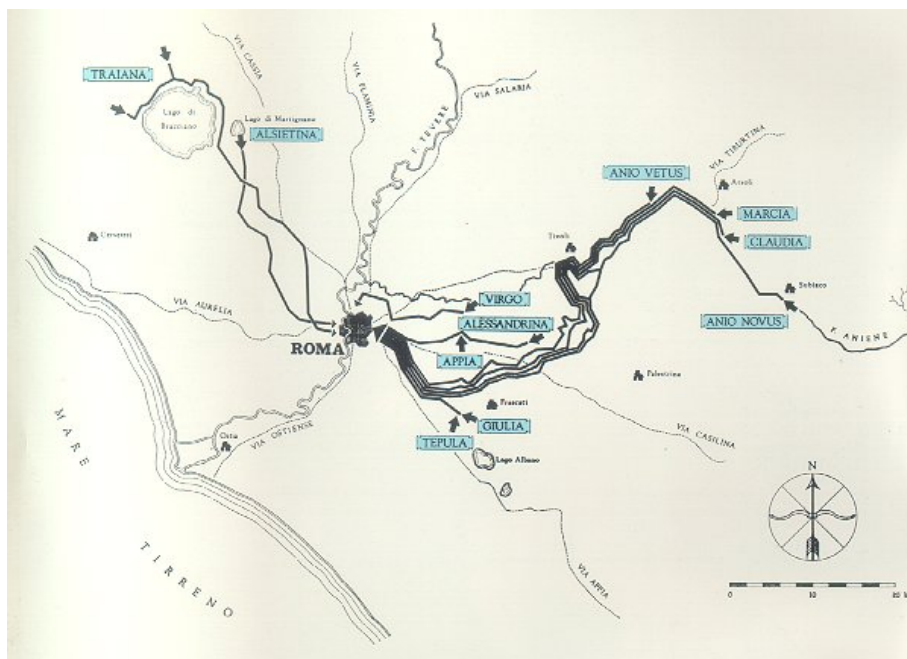 TRAIANA
Lago di
Bracciano
Lago di Martignano
ALSIETINA
VIA CASSIA
VIA FLAMINIA
F. TEVERE
VIA SALARIA
VIA TIBURTINA
ANIO VETUS
Arsoli
MARCIA
CLAUDIA
Tivoli
Subiaco
ANIO NOVUS
F. ANIENE
Cerveteri
VIA AURELIA
VIRGO
ALESSANDRINA
ROMA
APPIA
Palestrina
Frascati
GIULIA
TEPULA
VIA CASILINA
Ostia
VIA OSTIENSE
Lago Albano
VIA APPIA
MARE
TIRRENO
N
0 10 20 k